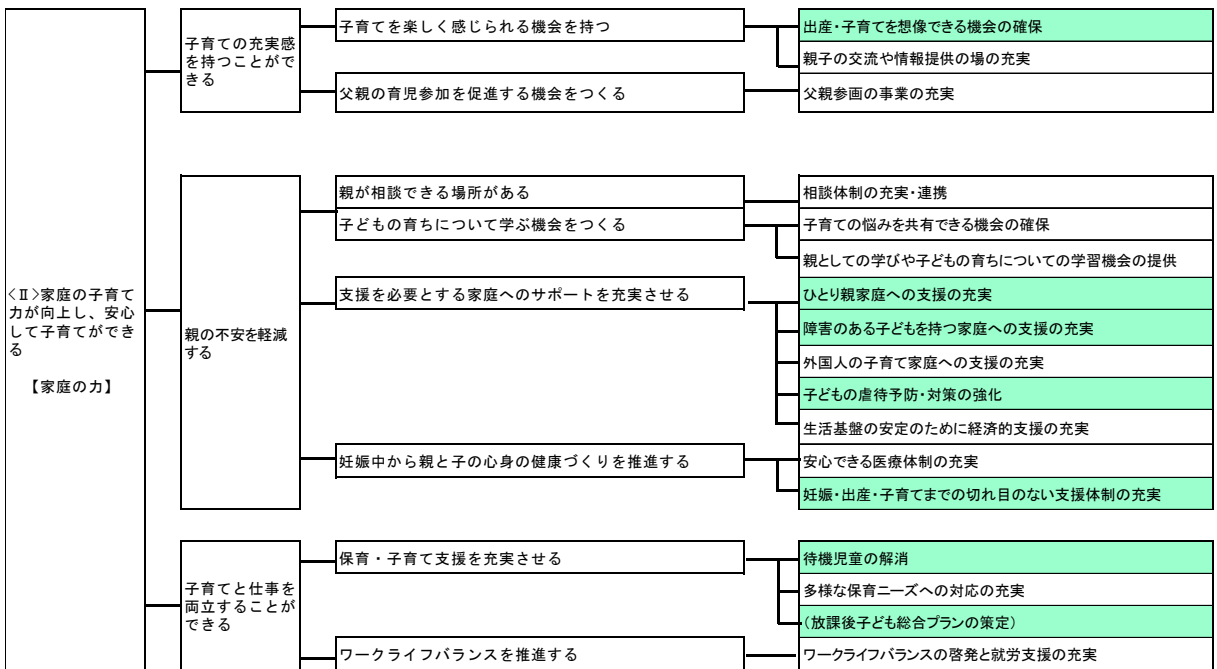 子育ての充実感
を持つことがで
きる
子育てを楽しく感じられる機会を持つ
出産・子育てを想像できる機会の確保
親子の交流や情報提供の場の充実
父親の育児参加を促進する機会をつくる
父親参画の事業の充実
<Ⅱ>家庭の子育て
力が向上し、安心
して子育てができ
る
【家庭の力】
親の不安を軽減
する
親が相談できる場所がある
相談体制の充実・連携
子どもの育ちについて学ぶ機会をつくる
子育ての悩みを共有できる機会の確保
親としての学びや子どもの育ちについての学習機会の提供
支援を必要とする家庭へのサポートを充実させる
ひとり親家庭への支援の充実
障害のある子どもを持つ家庭への支援の充実
外国人の子育て家庭への支援の充実
子どもの虐待予防・対策の強化
生活基盤の安定のために経済的支援の充実
妊娠中から親と子の心身の健康づくりを推進する
安心できる医療体制の充実
妊娠・出産・子育てまでの切れ目のない支援体制の充実
子育てと仕事を
両立することが
できる
保育・子育て支援を充実させる
待機児童の解消
多様な保育ニーズへの対応の充実
(放課後子ども総合プランの策定)
ワークライフバランスを推進する
ワークライフバランスの啓発と就労支援の充実